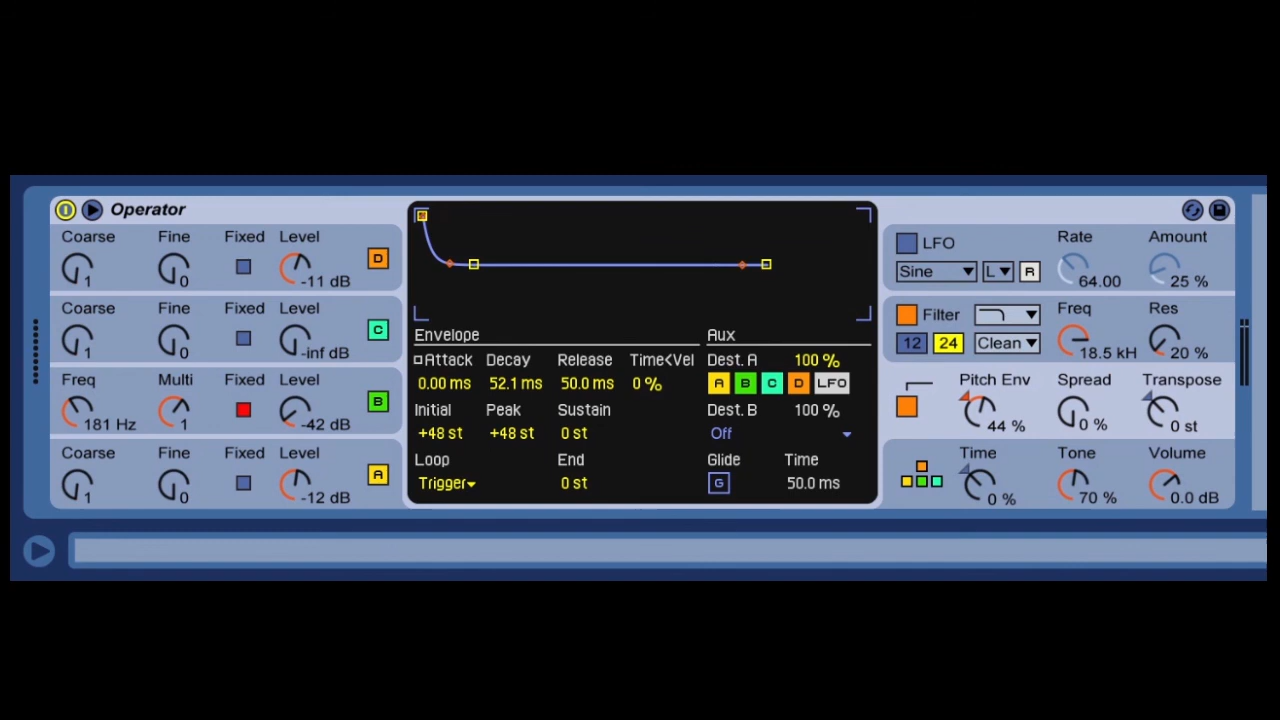 Operator
Coarse Fine Fixed Level
1 0 -11 dB D
Coarse Fine Fixed Level
1 0 -inf dB C
Freq Multi Fixed Level
181 Hz 1 -42 dB B
Coarse Fine Fixed Level
1 0 -12 dB A
Envelope
Attack Decay Release Time<Vel
0.00 ms 52.1 ms 50.0 ms 0 %
Initial Peak Sustain
+48 st +48 st 0 st
Loop End
Trigger 0 st
Aux
Dest. A 100 %
A B C D LFO
Dest. B 100 %
Off
Glide Time
G 50.0 ms
LFO Rate Amount
Sine L R 64.00 25 %
Filter Freq Res
12 24 Clean 18.5 kH 20 %
Pitch Env Spread Transpose
44 % 0 % 0 st
Time Tone Volume
0 % 70 % 0.0 dB